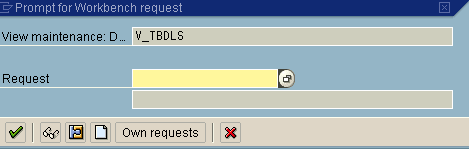 Prompt for Workbench request
View maintenance: D... V_TBDLS
Request
Own requests